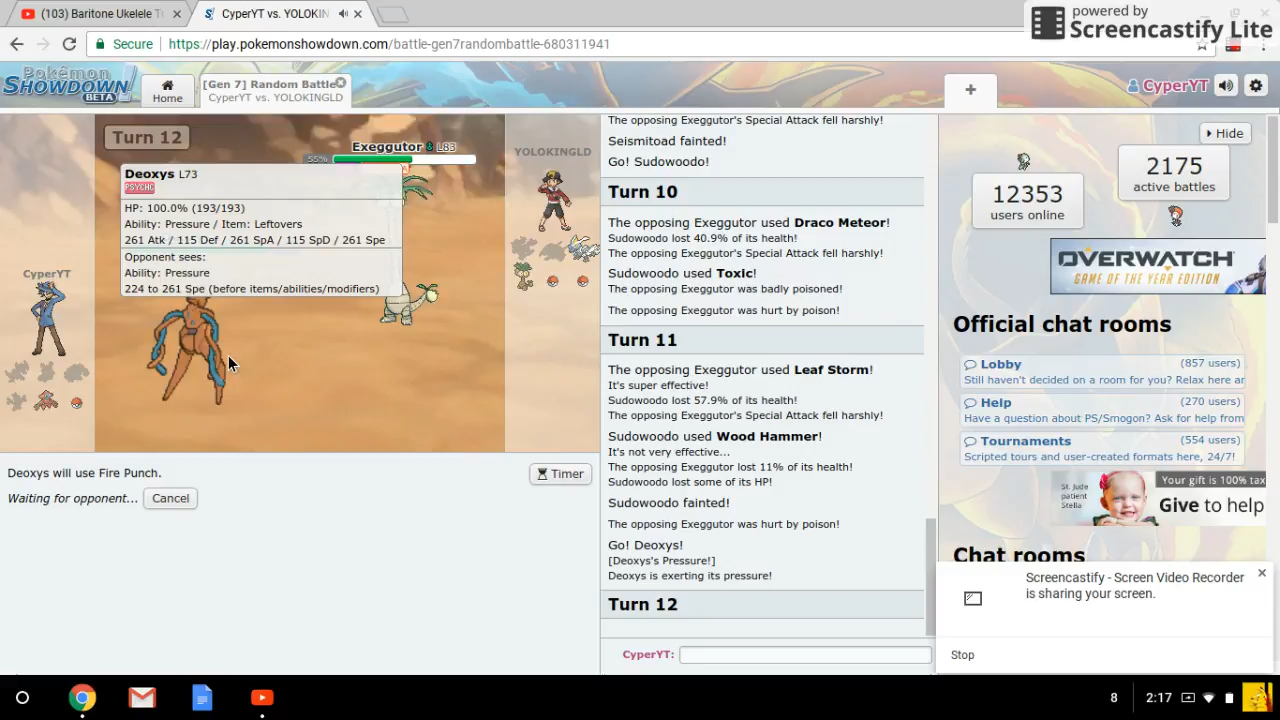 (103) Baritone Ukelele T
CyperYT vs. YOLOKIN
powered by
Screencastify Lite
Secure
https://play.pokemonshowdown.com/battle-gen7randombattle-680311941
Pokémon
SHOWDOWN
BETA
Home
[Gen 7] Random Battle
CyperYT vs. YOLOKINGLD
+
CyperYT
Turn 12
Exeggutor L83
55%
Deoxys L73
PSYCHC
HP: 100.0% (193/193)
Ability: Pressure / Item: Leftovers
261 Atk / 115 Def / 261 SpA / 115 SpD / 261 Spe
Opponent sees:
Ability: Pressure
224 to 261 Spe (before items/abilities/modifiers)
CyperYT
YOLOKINGLD
Deoxys will use Fire Punch.
Waiting for opponent...
Cancel
Timer
The opposing Exeggutor's Special Attack fell harshly!
Seismitoad fainted!
Go! Sudowoodo!
Turn 10
The opposing Exeggutor used Draco Meteor!
Sudowoodo lost 40.9% of its health!
The opposing Exeggutor's Special Attack fell harshly!
Sudowoodo used Toxic!
The opposing Exeggutor was badly poisoned!
The opposing Exeggutor was hurt by poison!
Turn 11
The opposing Exeggutor used Leaf Storm!
It's super effective!
Sudowoodo lost 57.9% of its health!
The opposing Exeggutor's Special Attack fell harshly!
Sudowoodo used Wood Hammer!
It's not very effective...
The opposing Exeggutor lost 11% of its health!
Sudowoodo lost some of its HP!
Sudowoodo fainted!
The opposing Exeggutor was hurt by poison!
Go! Deoxys!
[Deoxys's Pressure!]
Deoxys is exerting its pressure!
Turn 12
CyperYT:
Hide
12353
users online
2175
active battles
OVERWATCH
GAME OF THE YEAR EDITION
Official chat rooms
Lobby
(857 users)
Still haven't decided on a room for you? Relax here ar
Help
(270 users)
Have a question about PS/Smogon? Ask for help from
Tournaments
(554 users)
Scripted tours and user-created formats here, 24/7!
St. Jude
patient
Stella
Your gift is 100% tax
Give to help
Chat rooms
Screencastify - Screen Video Recorder
is sharing your screen.
Stop
8
2:17